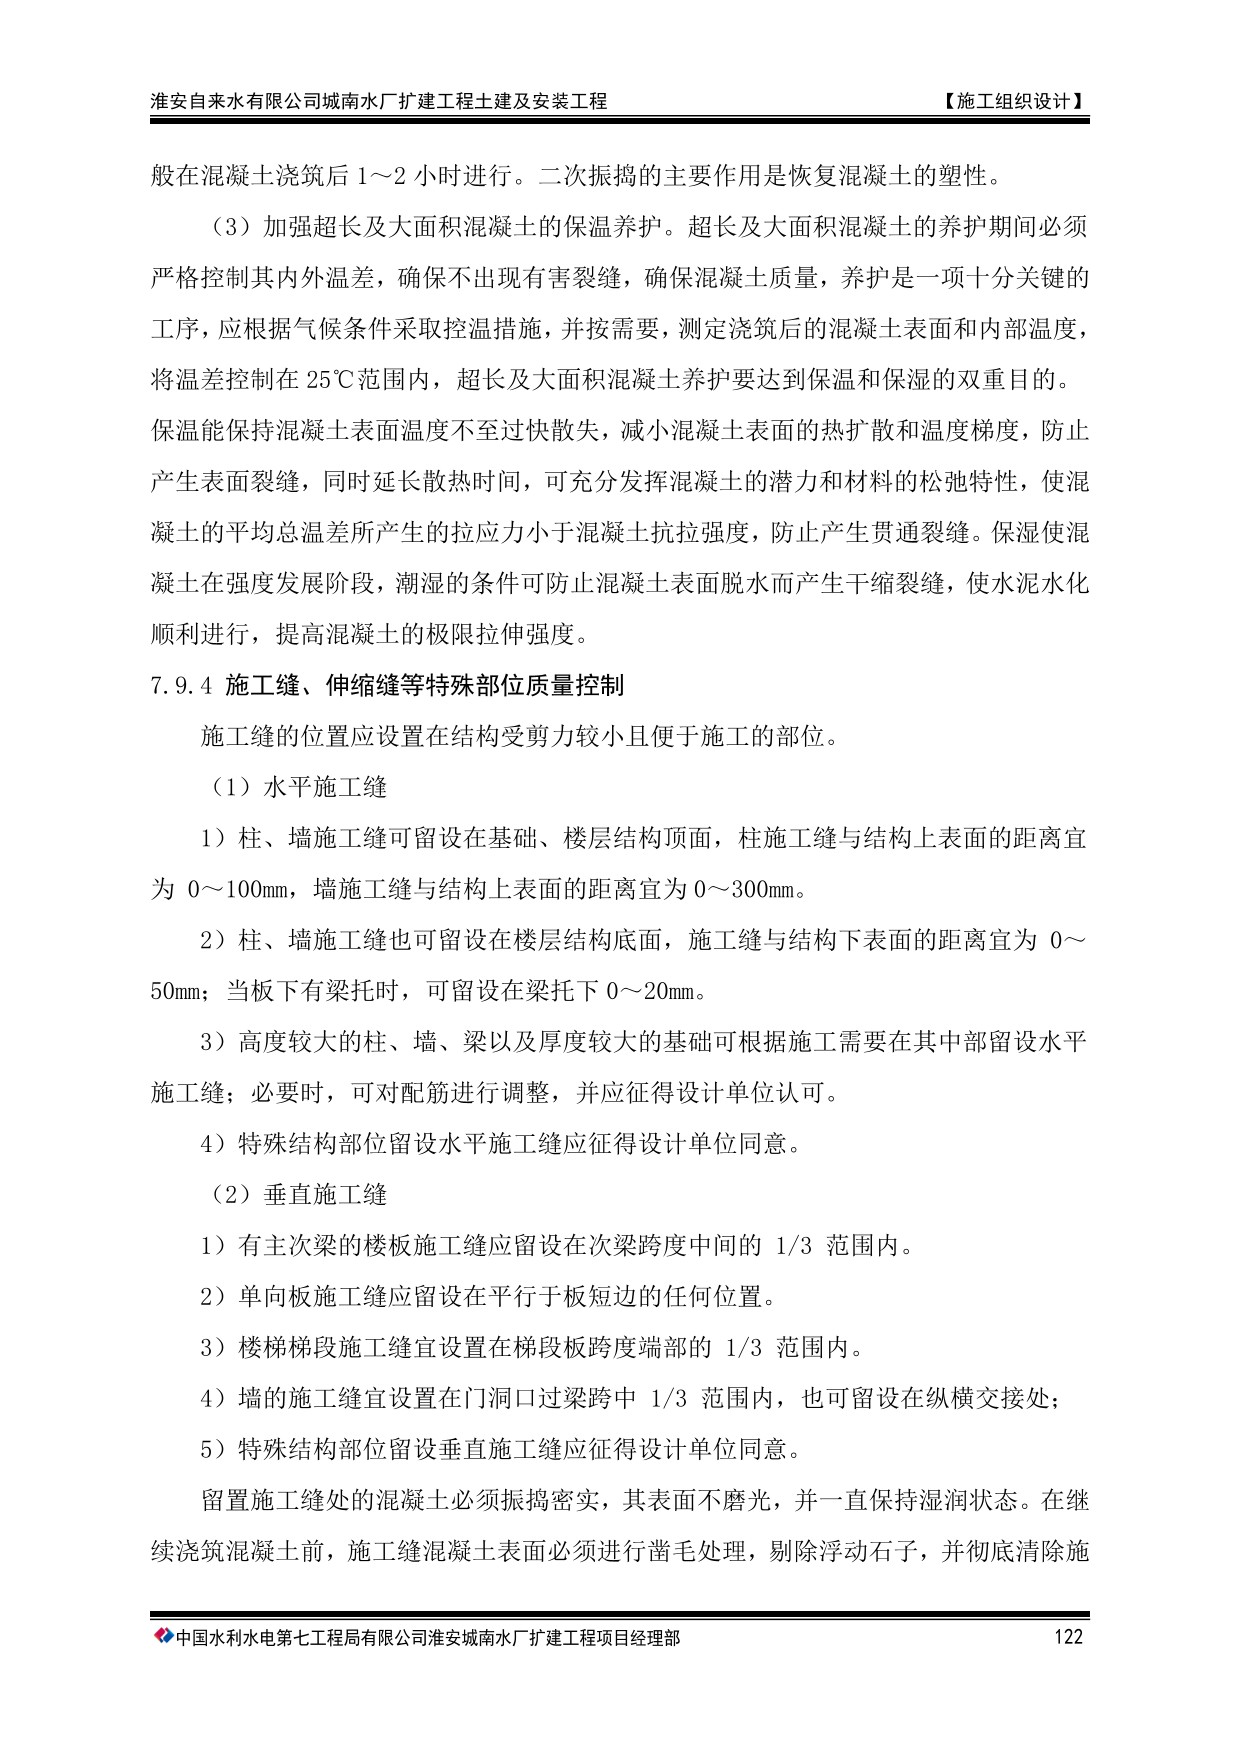 淮安自来水有限公司城南水厂扩建工程土建及安装工程 【施工组织设计】
般在混凝土浇筑后 1～2 小时进行。二次振捣的主要作用是恢复混凝土的塑性。
（3）加强超长及大面积混凝土的保温养护。超长及大面积混凝土的养护期间必须
严格控制其内外温差，确保不出现有害裂缝，确保混凝土质量，养护是一项十分关键的
工序，应根据气候条件采取控温措施，并按需要，测定浇筑后的混凝土表面和内部温度，
将温差控制在 25℃范围内，超长及大面积混凝土养护要达到保温和保湿的双重目的。
保温能保持混凝土表面温度不至过快散失，减小混凝土表面的热扩散和温度梯度，防止
产生表面裂缝，同时延长散热时间，可充分发挥混凝土的潜力和材料的松弛特性，使混
凝土的平均总温差所产生的拉应力小于混凝土抗拉强度，防止产生贯通裂缝。保湿使混
凝土在强度发展阶段，潮湿的条件可防止混凝土表面脱水而产生干缩裂缝，使水泥水化
顺利进行，提高混凝土的极限拉伸强度。
7.9.4 施工缝、伸缩缝等特殊部位质量控制
施工缝的位置应设置在结构受剪力较小且便于施工的部位。
（1）水平施工缝
1）柱、墙施工缝可留设在基础、楼层结构顶面，柱施工缝与结构上表面的距离宜
为 0～100mm，墙施工缝与结构上表面的距离宜为 0～300mm。
2）柱、墙施工缝也可留设在楼层结构底面，施工缝与结构下表面的距离宜为 0～
50mm；当板下有梁托时，可留设在梁托下 0～20mm。
3）高度较大的柱、墙、梁以及厚度较大的基础可根据施工需要在其中部留设水平
施工缝；必要时，可对配筋进行调整，并应征得设计单位认可。
4）特殊结构部位留设水平施工缝应征得设计单位同意。
（2）垂直施工缝
1）有主次梁的楼板施工缝应留设在次梁跨度中间的 1/3 范围内。
2）单向板施工缝应留设在平行于板短边的任何位置。
3）楼梯梯段施工缝宜设置在梯段板跨度端部的 1/3 范围内。
4）墙的施工缝宜设置在门洞口过梁跨中 1/3 范围内，也可留设在纵横交接处；
5）特殊结构部位留设垂直施工缝应征得设计单位同意。
留置施工缝处的混凝土必须振捣密实，其表面不磨光，并一直保持湿润状态。在继
续浇筑混凝土前，施工缝混凝土表面必须进行凿毛处理，剔除浮动石子，并彻底清除施
中国水利水电第七工程局有限公司淮安城南水厂扩建工程项目经理部 122